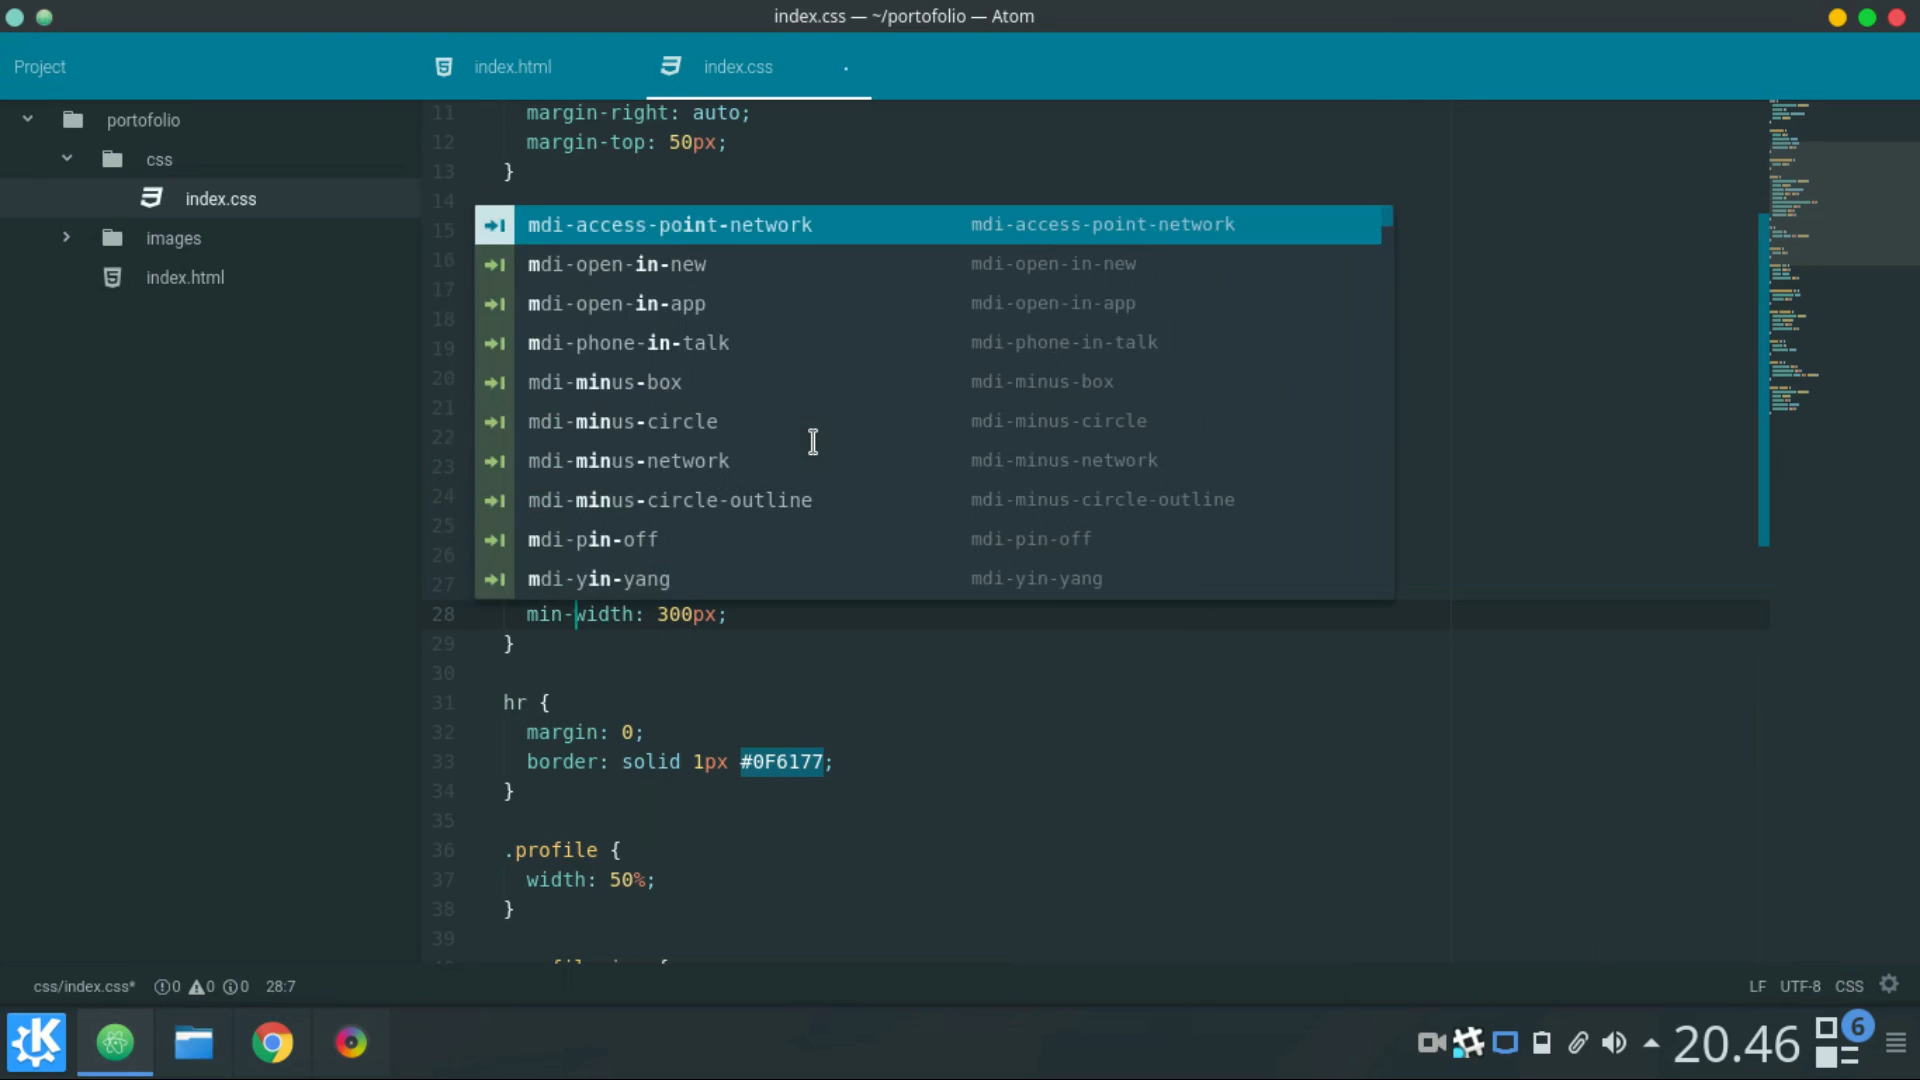 index.css — ~/portofolio — Atom
Project
index.html
index.css
portofolio
css
index.css
images
index.html
11 margin-right: auto;
12 margin-top: 50px;
13 }
14
15
16
17
18
19
20
21
22
23
24
25
26
27
mdi-access-point-network mdi-access-point-network
mdi-open-in-new mdi-open-in-new
mdi-open-in-app mdi-open-in-app
mdi-phone-in-talk mdi-phone-in-talk
mdi-minus-box mdi-minus-box
mdi-minus-circle mdi-minus-circle
mdi-minus-network mdi-minus-network
mdi-minus-circle-outline mdi-minus-circle-outline
mdi-pin-off mdi-pin-off
mdi-yin-yang mdi-yin-yang
28 min-width: 300px;
29 }
30
31 hr {
32 margin: 0;
33 border: solid 1px #0F6177;
34 }
35
36 .profile {
37 width: 50%;
38 }
39
css/index.css* 0 0 0 28:7 LF UTF-8 CSS
20.46 6